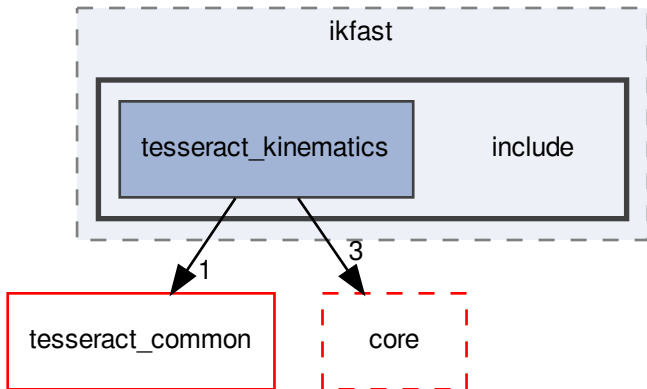 ikfast
tesseract_kinematics
include
1
3
tesseract_common
core